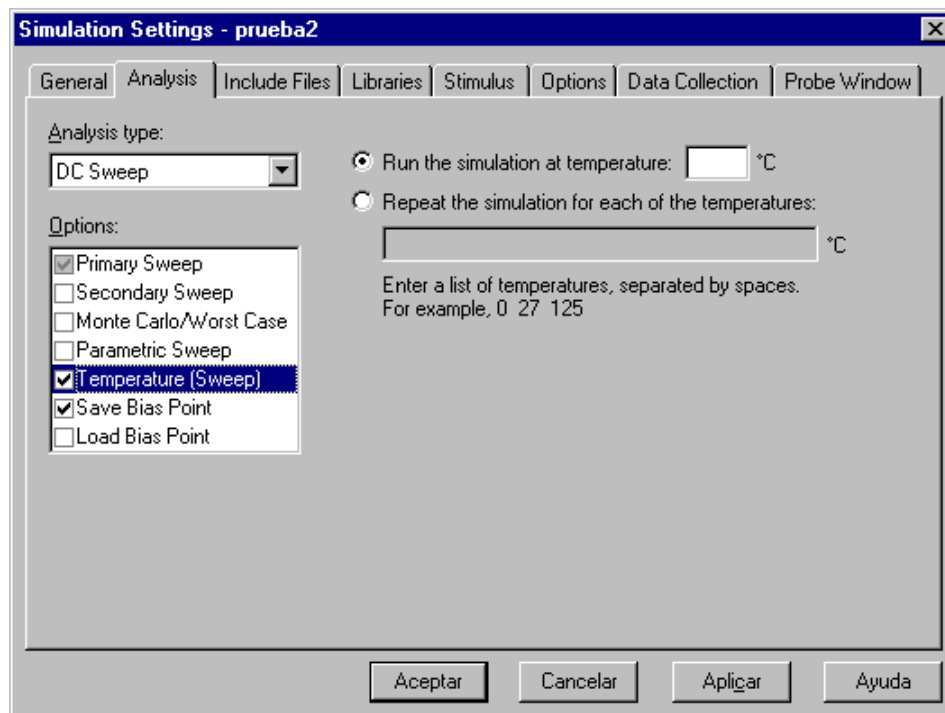 Simulation Settings - prueba2
General Analysis Include Files Libraries Stimulus Options Data Collection Probe Window
Analysis type:
DC Sweep
Options:
Primary Sweep
Secondary Sweep
Monte Carlo/Worst Case
Parametric Sweep
Temperature (Sweep)
Save Bias Point
Load Bias Point
Run the simulation at temperature: °C
Repeat the simulation for each of the temperatures:
°C
Enter a list of temperatures, separated by spaces.
For example, 0 27 125
Aceptar Cancelar Aplicar Ayuda